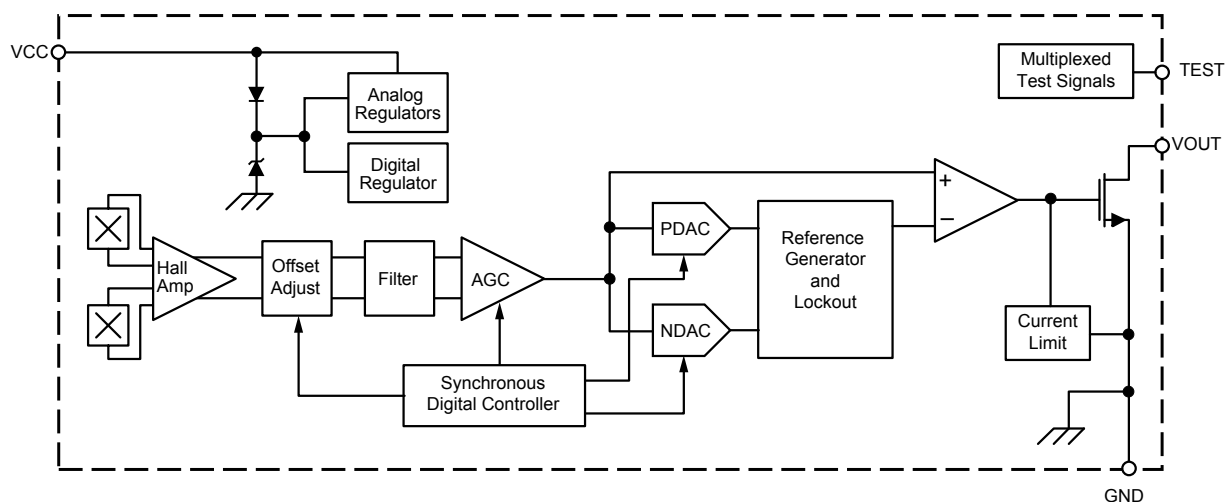 VCC
Multiplexed
Test Signals
TEST
Analog
Regulators
VOUT
Digital
Regulator
+
−
Hall
Amp
Offset
Adjust
Filter
AGC
PDAC
NDAC
Reference
Generator
and
Lockout
Current
Limit
Synchronous
Digital Controller
GND